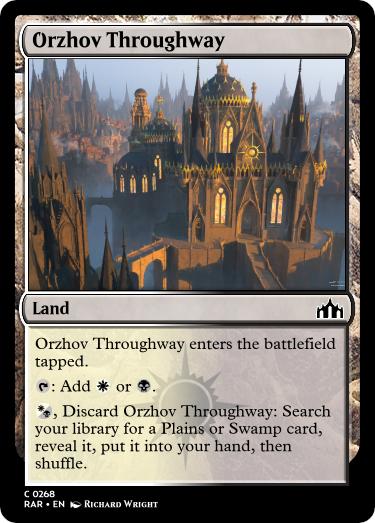 Orzhov Throughway
Land
Orzhov Throughway enters the battlefield
tapped.
: Add or .
, Discard Orzhov Throughway: Search
your library for a Plains or Swamp card,
reveal it, put it into your hand, then
shuffle.
C 0268
RAR • EN Richard Wright